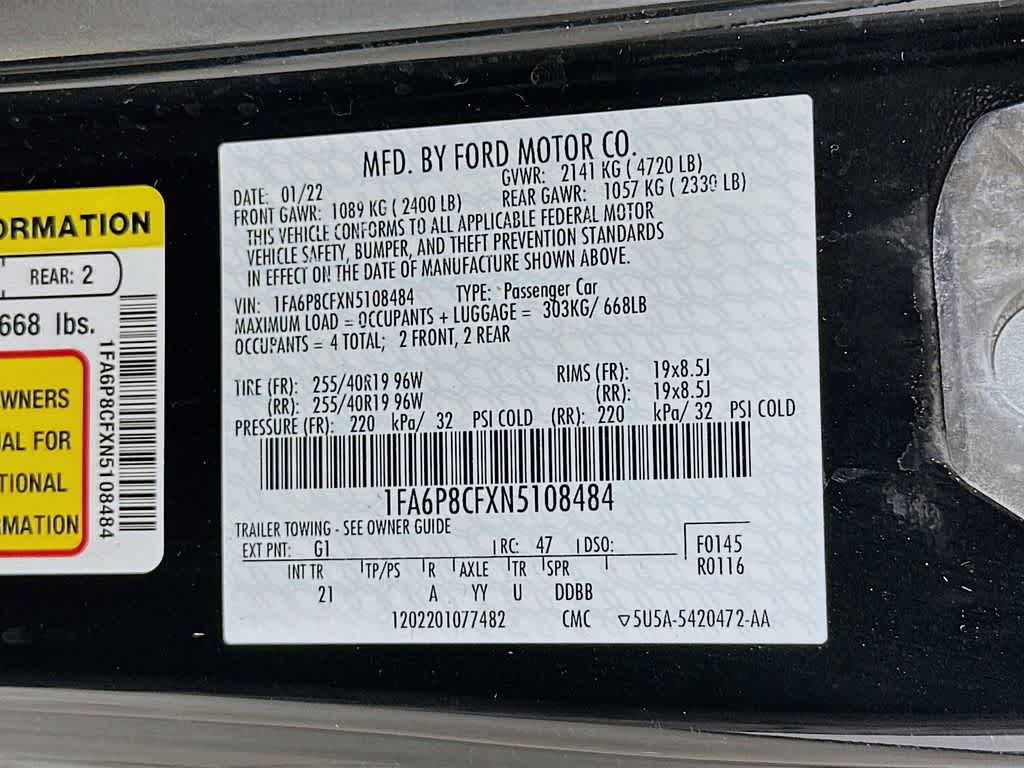 MFD. BY FORD MOTOR CO.
DATE: 01/22 GVWR: 2141 KG ( 4720 LB)
FRONT GAWR: 1089 KG ( 2400 LB) REAR GAWR: 1057 KG ( 2330 LB)
THIS VEHICLE CONFORMS TO ALL APPLICABLE FEDERAL MOTOR
VEHICLE SAFETY, BUMPER, AND THEFT PREVENTION STANDARDS
IN EFFECT ON THE DATE OF MANUFACTURE SHOWN ABOVE.
VIN: 1FA6P8CFXN5108484 TYPE: Passenger Car
MAXIMUM LOAD = OCCUPANTS + LUGGAGE = 303KG/ 668LB
OCCUPANTS = 4 TOTAL; 2 FRONT, 2 REAR
TIRE (FR): 255/40R19 96W RIMS (FR): 19x8.5J
(RR): 255/40R19 96W (RR): 19x8.5J
PRESSURE (FR): 220 kPa/ 32 PSI COLD (RR): 220 kPa/ 32 PSI COLD
1FA6P8CFXN5108484
TRAILER TOWING - SEE OWNER GUIDE
EXT PNT: G1 RC: 47 DSO: F0145
R0116
INT TR TP/PS R AXLE TR SPR
21 A YY U DDBB
1202201077482 CMC ▽5U5A-5420472-AA
ORMATION
REAR: 2
668 lbs.
WNERS
UAL FOR
TIONAL
RMATION
1FA6P8CFXN5108484